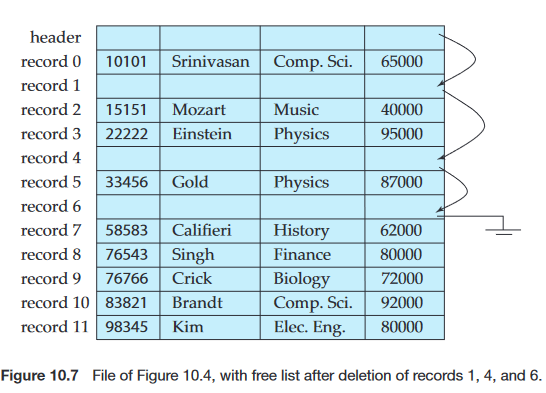 header
record 0 10101 Srinivasan Comp. Sci. 65000
record 1
record 2 15151 Mozart Music 40000
record 3 22222 Einstein Physics 95000
record 4
record 5 33456 Gold Physics 87000
record 6
record 7 58583 Califieri History 62000
record 8 76543 Singh Finance 80000
record 9 76766 Crick Biology 72000
record 10 83821 Brandt Comp. Sci. 92000
record 11 98345 Kim Elec. Eng. 80000
Figure 10.7 File of Figure 10.4, with free list after deletion of records 1, 4, and 6.